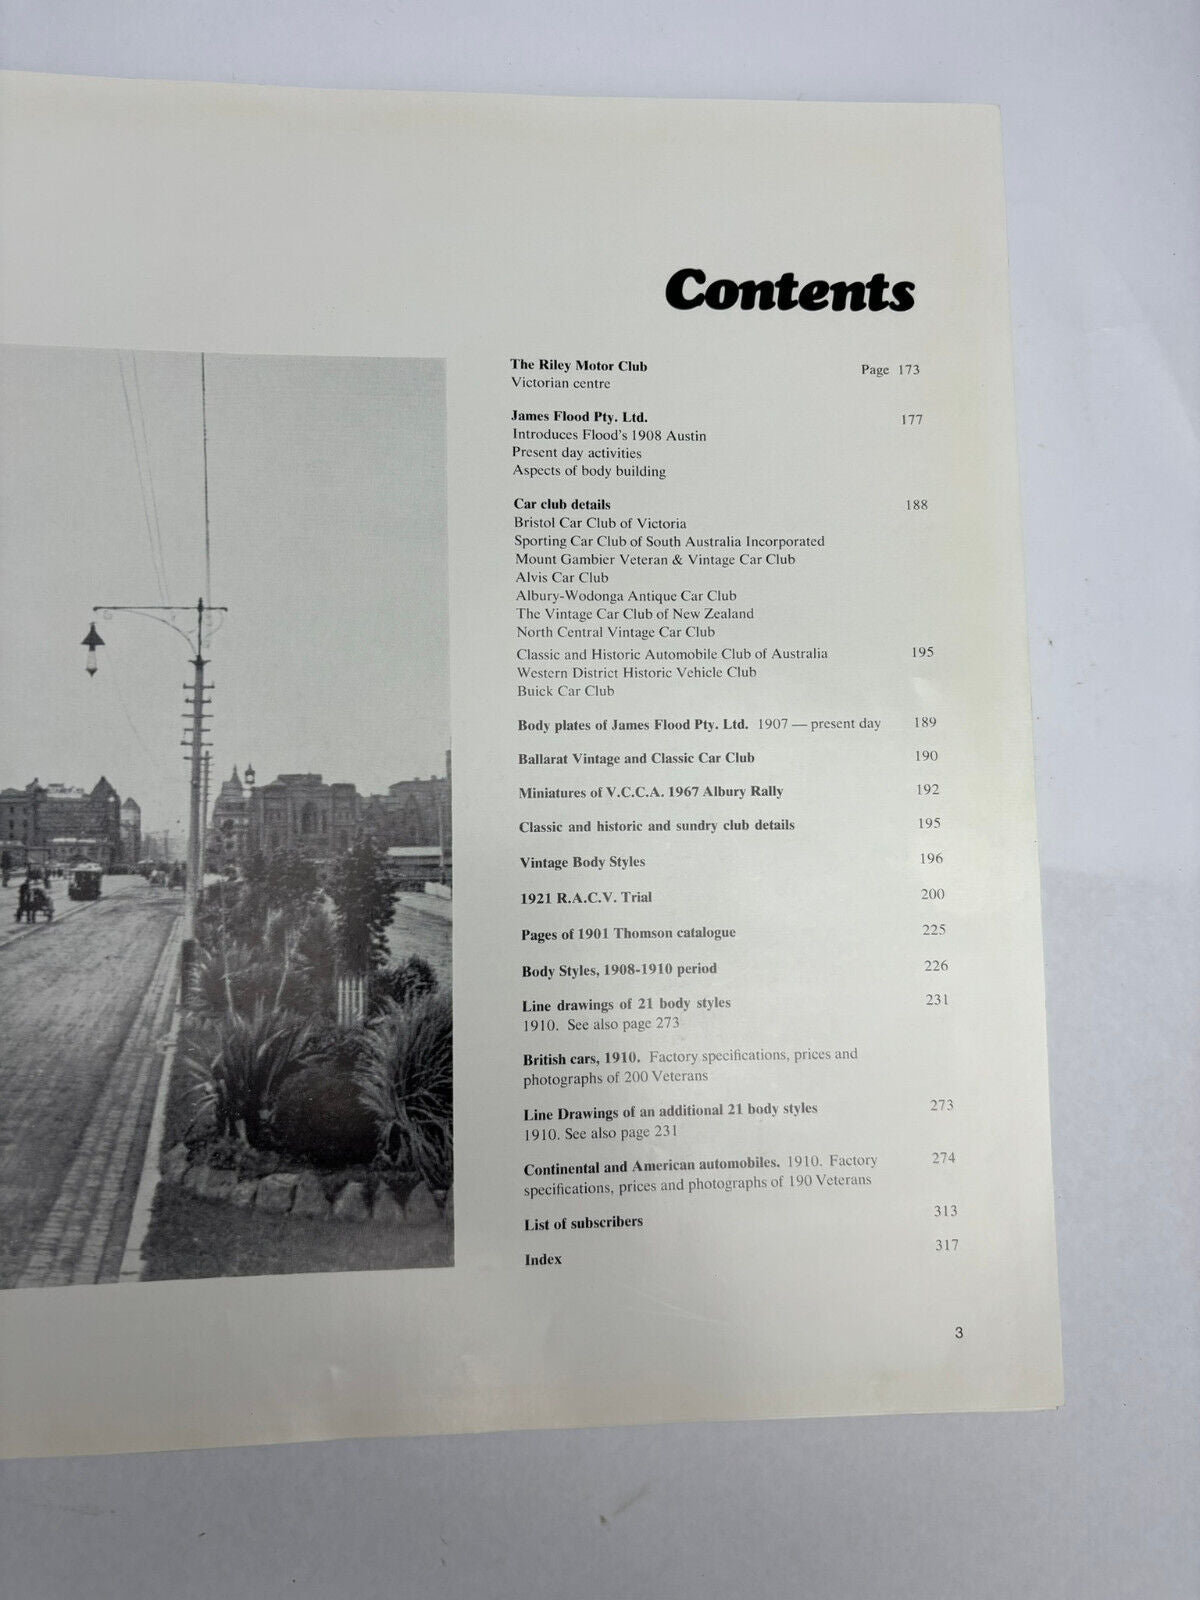 Contents
The Riley Motor Club Page 173
Victorian centre
James Flood Pty. Ltd. 177
Introduces Flood's 1908 Austin
Present day activities
Aspects of body building
Car club details 188
Bristol Car Club of Victoria
Sporting Car Club of South Australia Incorporated
Mount Gambier Veteran & Vintage Car Club
Alvis Car Club
Albury-Wodonga Antique Car Club
The Vintage Car Club of New Zealand
North Central Vintage Car Club
Classic and Historic Automobile Club of Australia 195
Western District Historic Vehicle Club
Buick Car Club
Body plates of James Flood Pty. Ltd. 1907 — present day 189
Ballarat Vintage and Classic Car Club 190
Miniatures of V.C.C.A. 1967 Albury Rally 192
Classic and historic and sundry club details 195
Vintage Body Styles 196
1921 R.A.C.V. Trial 200
Pages of 1901 Thomson catalogue 225
Body Styles, 1908-1910 period 226
Line drawings of 21 body styles 231
1910. See also page 273
British cars, 1910. Factory specifications, prices and
photographs of 200 Veterans
Line Drawings of an additional 21 body styles 273
1910. See also page 231
Continental and American automobiles. 1910. Factory 274
specifications, prices and photographs of 190 Veterans
List of subscribers 313
Index 317
3